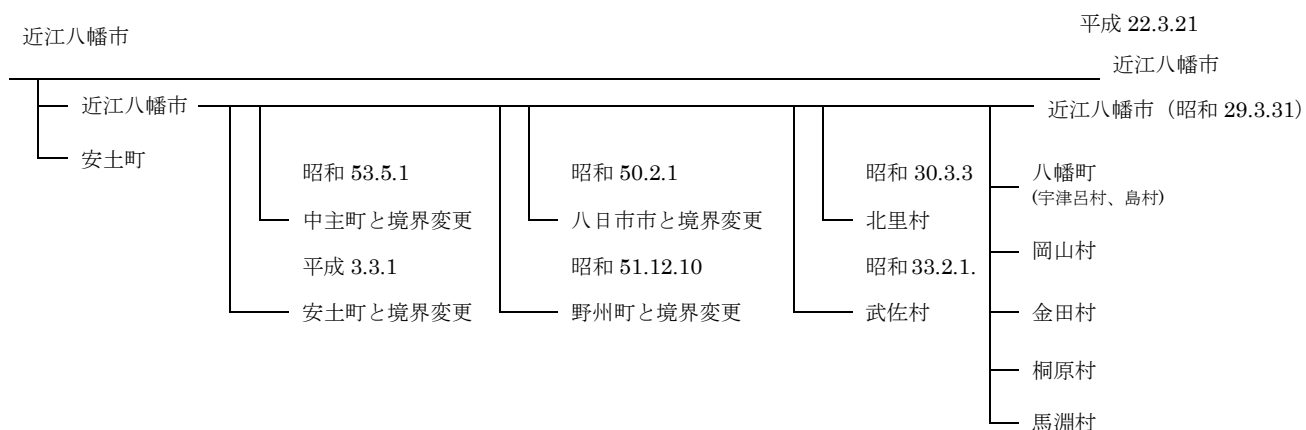 近江八幡市
平成 22.3.21
近江八幡市
近江八幡市
近江八幡市（昭和 29.3.31）
安土町
昭和 53.5.1
中主町と境界変更
平成 3.3.1
安土町と境界変更
昭和 50.2.1
八日市市と境界変更
昭和 51.12.10
野州町と境界変更
昭和 30.3.3
北里村
昭和 33.2.1.
武佐村
八幡町
(宇津呂村、島村)
岡山村
金田村
桐原村
馬淵村